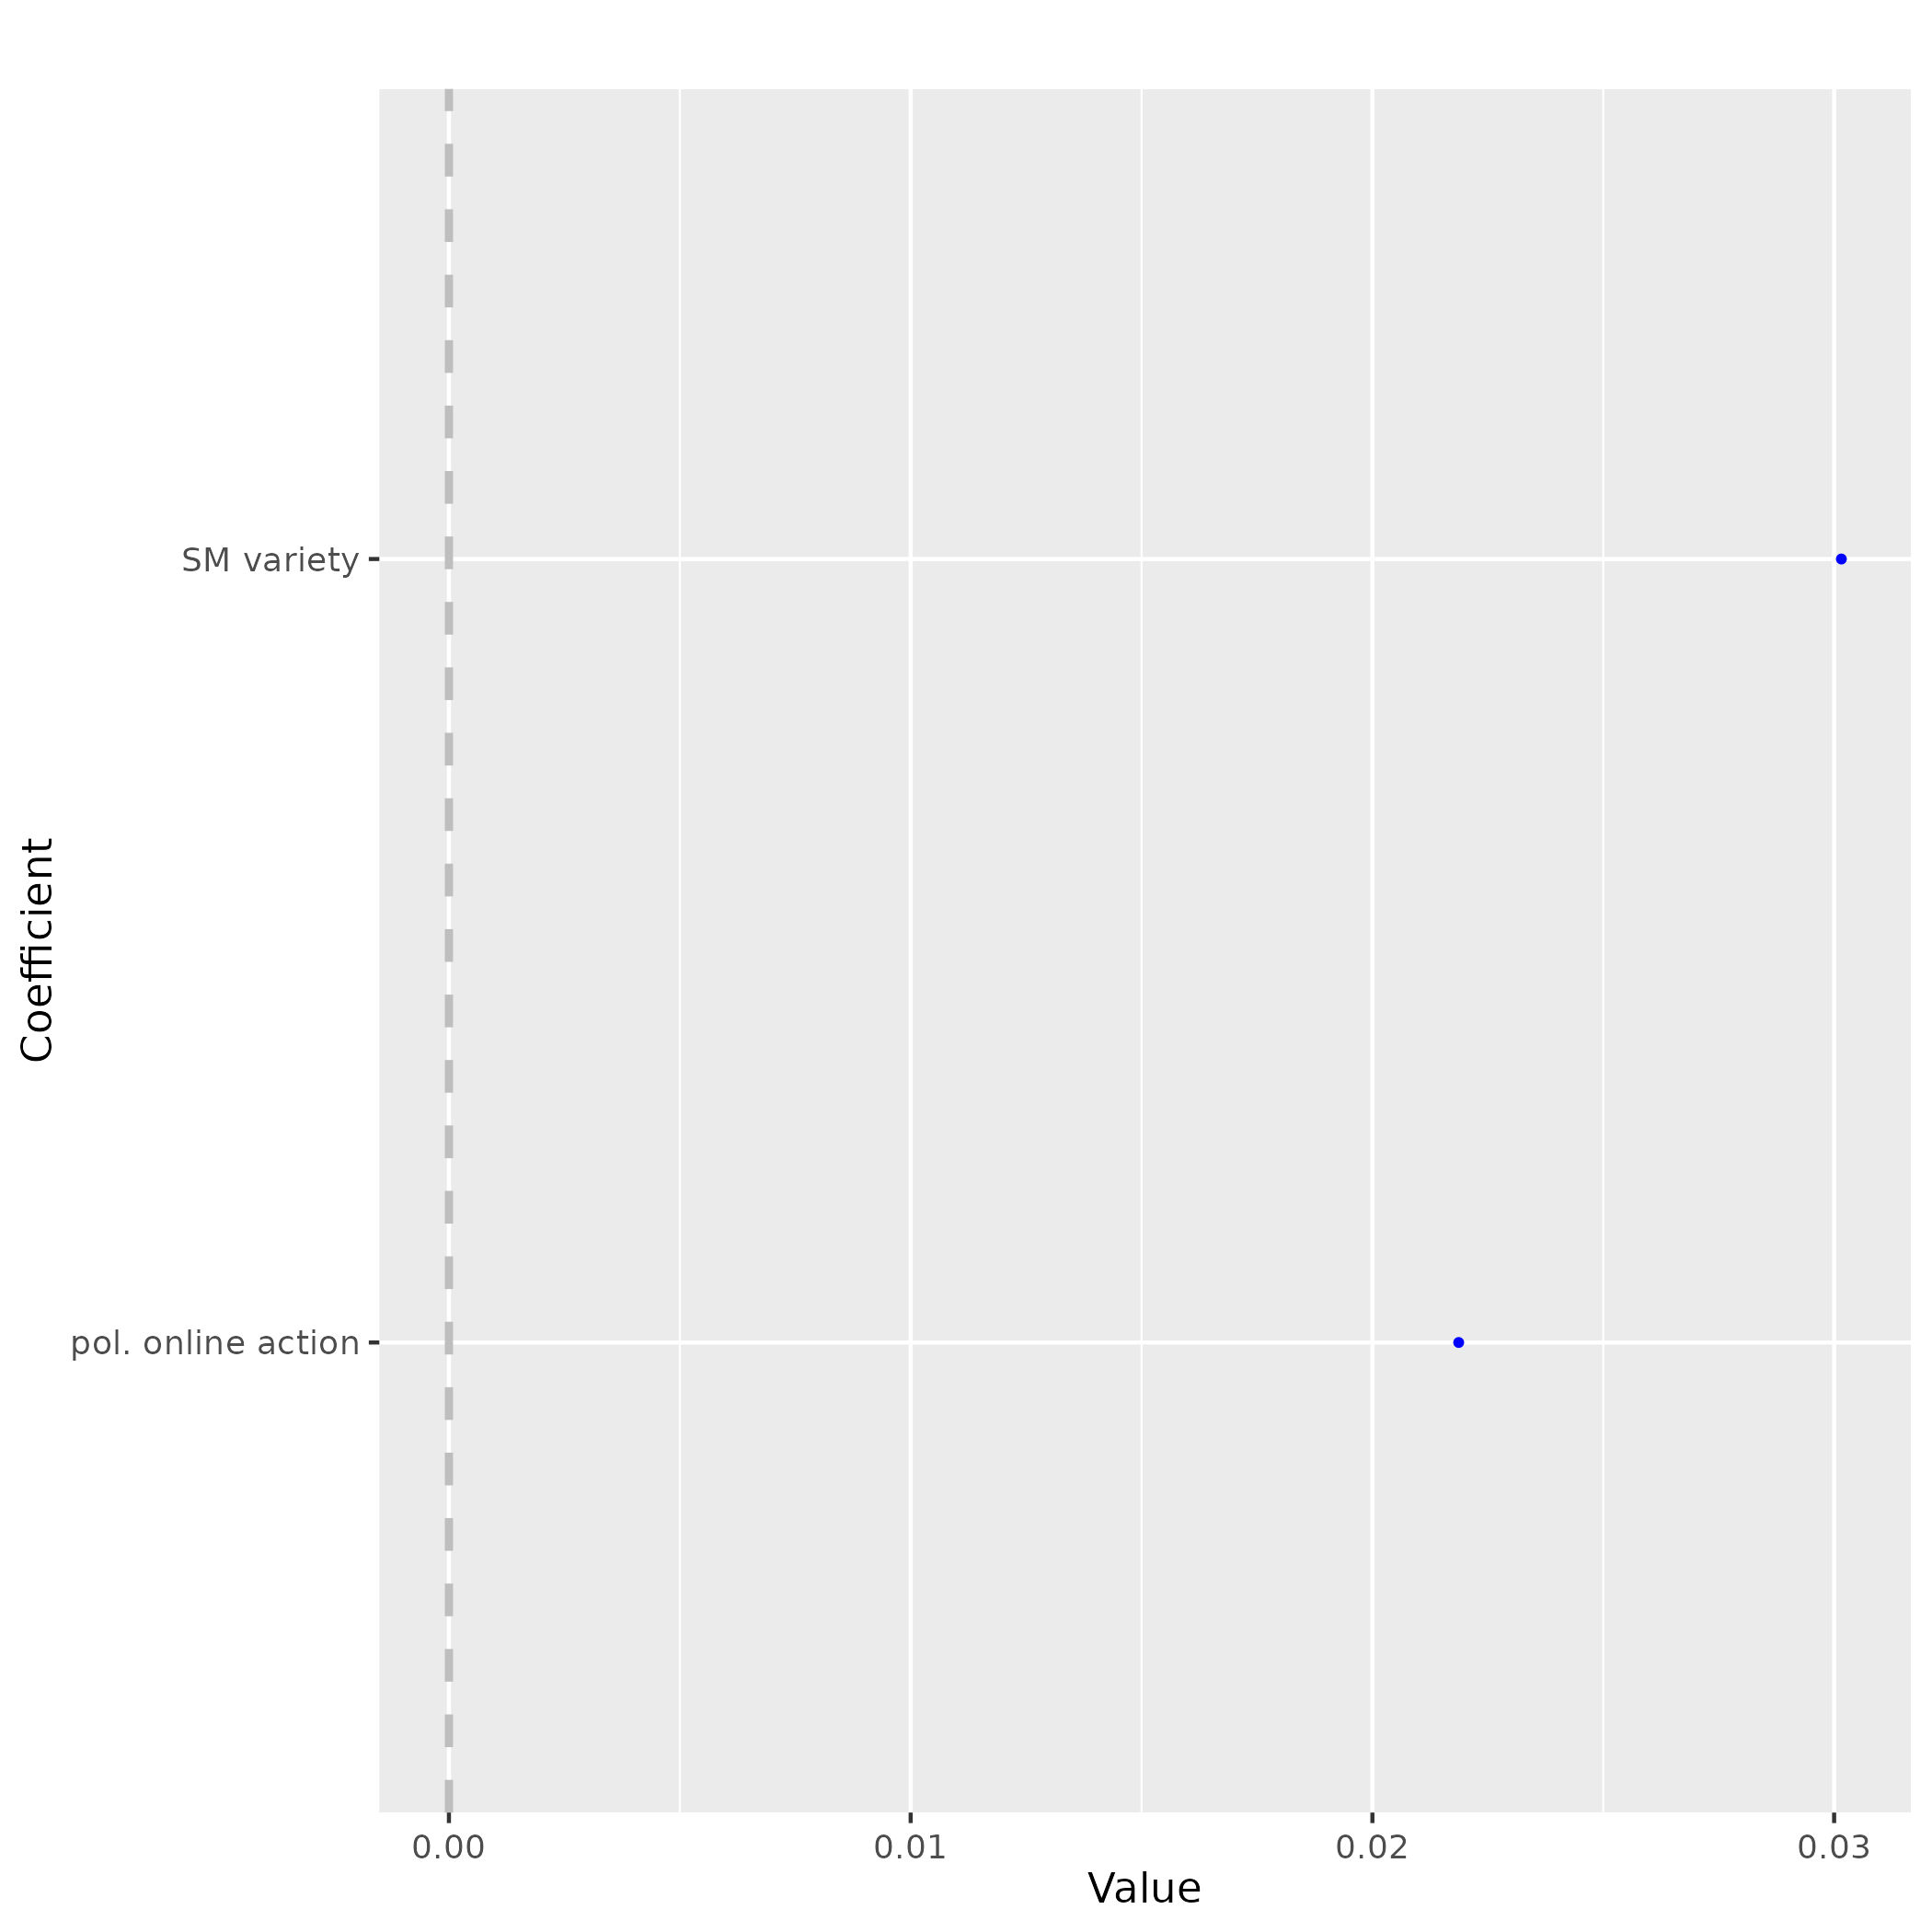 Coefficient
SM variety
pol. online action
0.00
0.01
0.02
0.03
Value